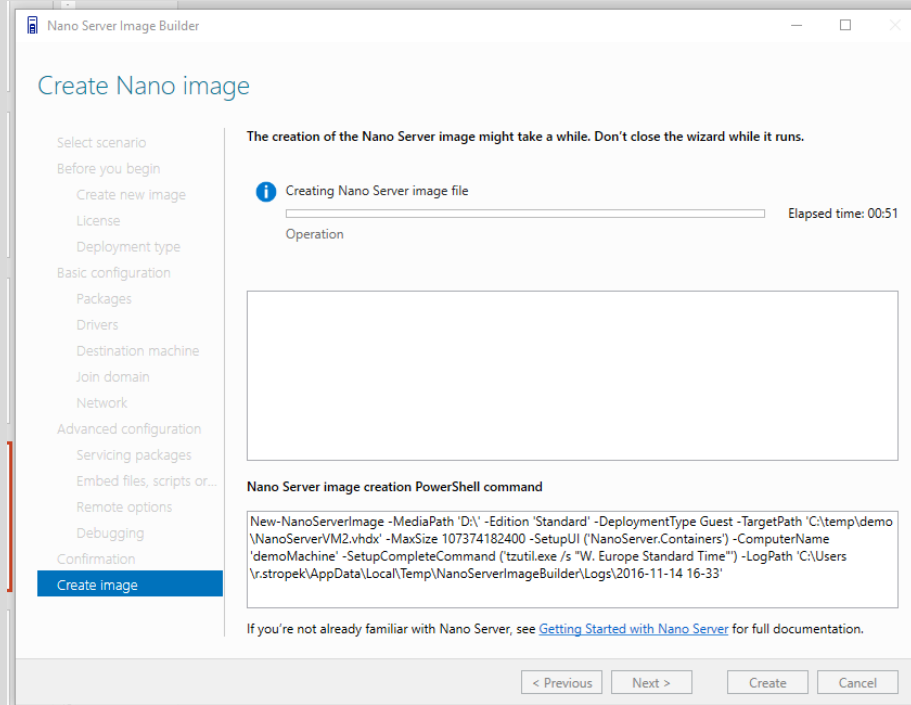 Nano Server Image Builder
Create Nano image
Select scenario
Before you begin
Create new image
License
Deployment type
Basic configuration
Packages
Drivers
Destination machine
Join domain
Network
Advanced configuration
Servicing packages
Embed files, scripts or...
Remote options
Debugging
Confirmation
Create image
The creation of the Nano Server image might take a while. Don't close the wizard while it runs.
Creating Nano Server image file
Elapsed time: 00:51
Operation
Nano Server image creation PowerShell command
New-NanoServerImage -MediaPath 'D:\' -Edition 'Standard' -DeploymentType Guest -TargetPath 'C:\temp\demo
\NanoServerVM2.vhdx' -MaxSize 107374182400 -SetupUI ('NanoServer.Containers') -ComputerName
'demoMachine' -SetupCompleteCommand ('tzutil.exe /s "W. Europe Standard Time"') -LogPath 'C:\Users
\r.stropek\AppData\Local\Temp\NanoServerImageBuilder\Logs\2016-11-14 16-33'
If you're not already familiar with Nano Server, see Getting Started with Nano Server for full documentation.
< Previous
Next >
Create
Cancel